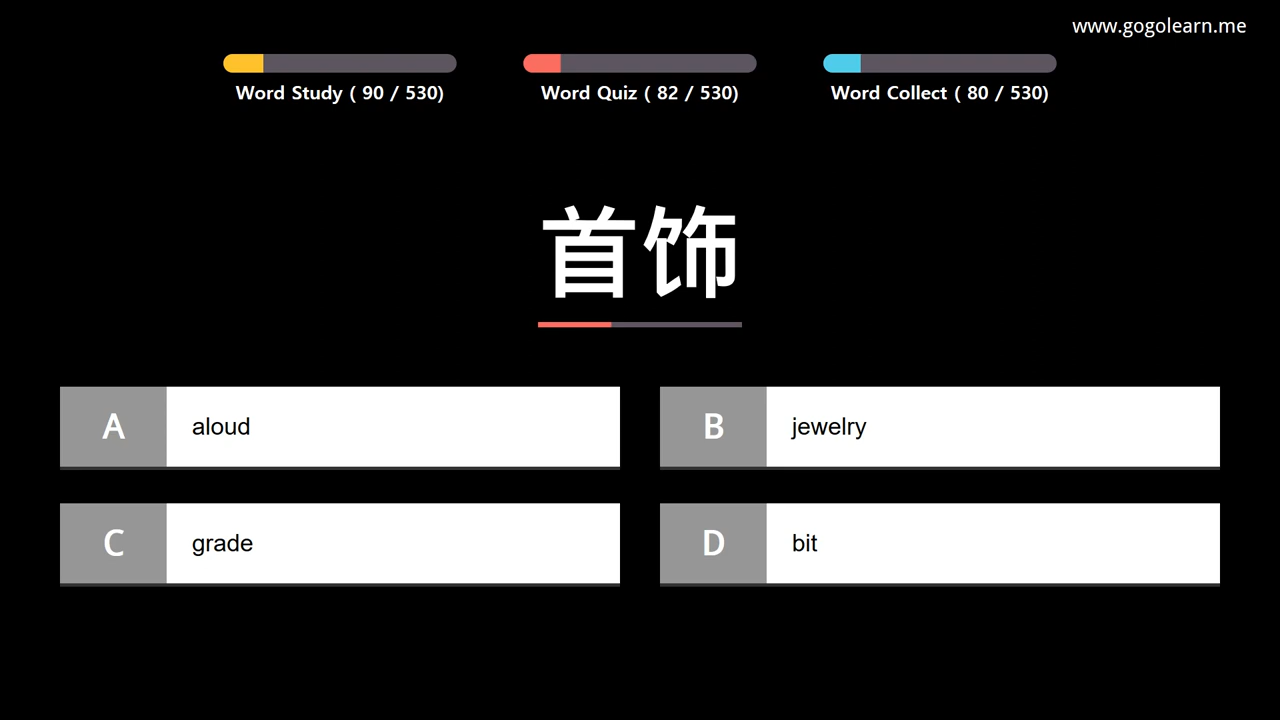 www.gogolearn.me
Word Study ( 90 / 530)
Word Quiz ( 82 / 530)
Word Collect ( 80 / 530)
首饰
A aloud
B jewelry
C grade
D bit